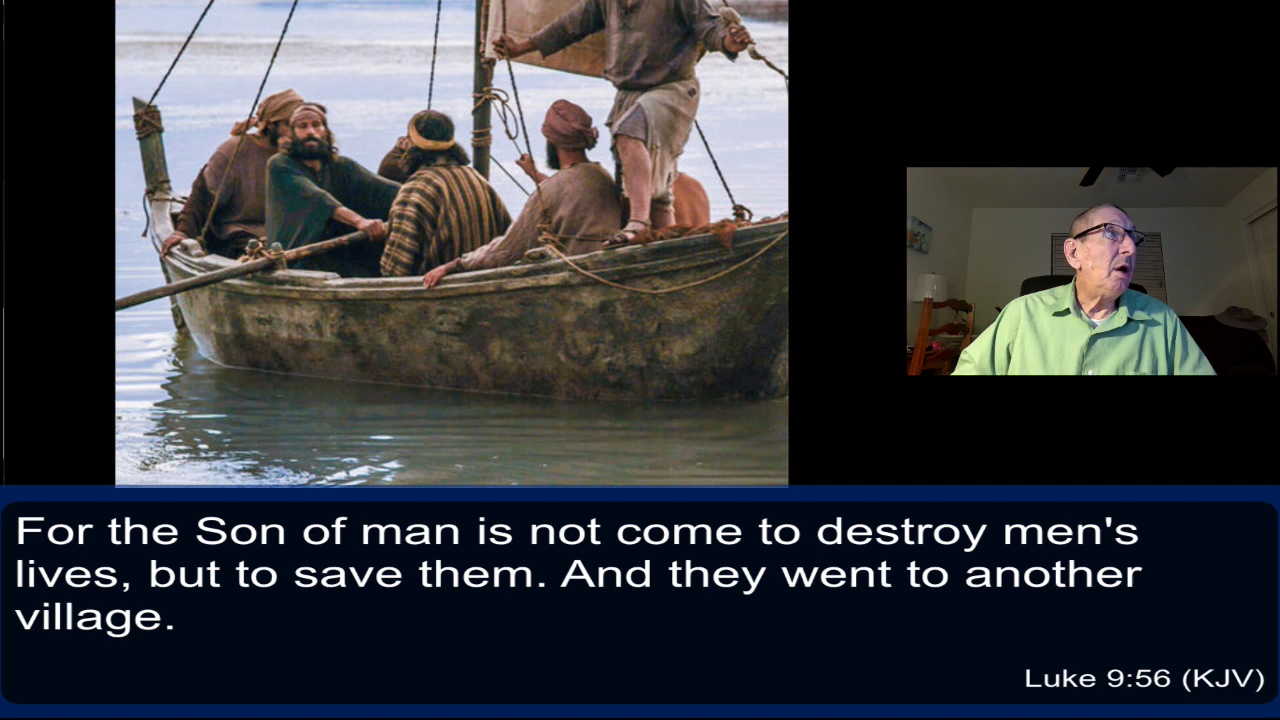 For the Son of man is not come to destroy men's
lives, but to save them. And they went to another
village.
Luke 9:56 (KJV)